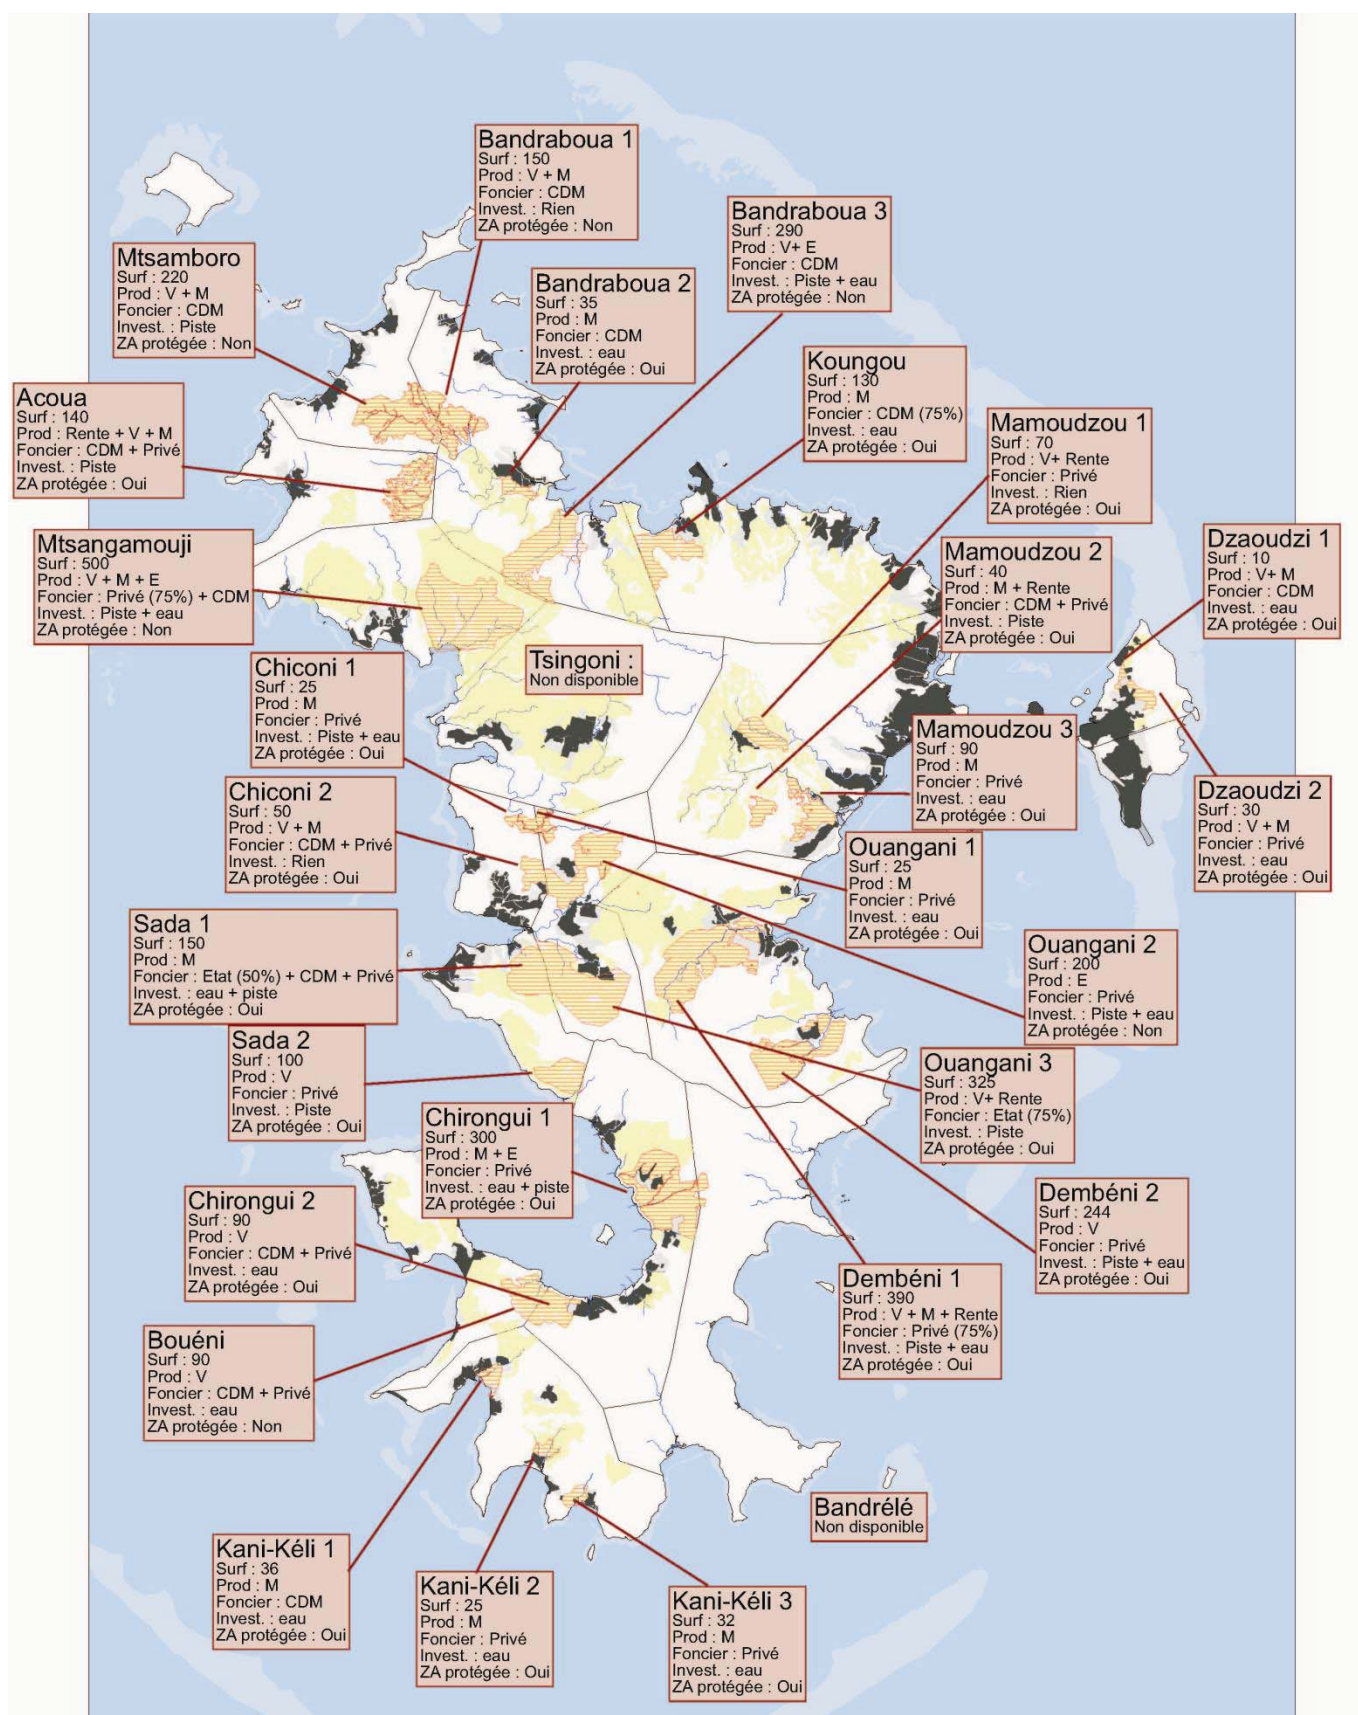 Bandraboua 1
Surf : 150
Prod : V + M
Foncier : CDM
Invest. : Rien
ZA protégée : Non
Bandraboua 3
Surf : 290
Prod : V+ E
Foncier : CDM
Invest. : Piste + eau
ZA protégée : Non
Mtsamboro
Surf : 220
Prod : V + M
Foncier : CDM
Invest. : Piste
ZA protégée : Non
Bandraboua 2
Surf : 35
Prod : M
Foncier : CDM
Invest. : eau
ZA protégée : Oui
Koungou
Surf : 130
Prod : M
Foncier : CDM (75%)
Invest. : eau
ZA protégée : Oui
Acoua
Surf : 140
Prod : Rente + V + M
Foncier : CDM + Privé
Invest. : Piste
ZA protégée : Oui
Mamoudzou 1
Surf : 70
Prod : V+ Rente
Foncier : Privé
Invest. : Rien
ZA protégée : Oui
Mtsangamouji
Surf : 500
Prod : V + M + E
Foncier : Privé (75%) + CDM
Invest. : Piste + eau
ZA protégée : Non
Mamoudzou 2
Surf : 40
Prod : M + Rente
Foncier : CDM + Privé
Invest. : Piste
ZA protégée : Oui
Dzaoudzi 1
Surf : 10
Prod : V+ M
Foncier : CDM
Invest. : eau
ZA protégée : Oui
Tsingoni :
Non disponible
Chiconi 1
Surf : 25
Prod : M
Foncier : Privé
Invest. : Piste + eau
ZA protégée : Oui
Mamoudzou 3
Surf : 90
Prod : M
Foncier : Privé
Invest. : eau
ZA protégée : Oui
Dzaoudzi 2
Surf : 30
Prod : V + M
Foncier : Privé
Invest. : eau
ZA protégée : Oui
Chiconi 2
Surf : 50
Prod : V + M
Foncier : CDM + Privé
Invest. : Rien
ZA protégée : Oui
Ouangani 1
Surf : 25
Prod : M
Foncier : Privé
Invest. : eau
ZA protégée : Oui
Sada 1
Surf : 150
Prod : M
Foncier : Etat (50%) + CDM + Privé
Invest. : eau + piste
ZA protégée : Oui
Ouangani 2
Surf : 200
Prod : E
Foncier : Privé
Invest. : Piste + eau
ZA protégée : Non
Sada 2
Surf : 100
Prod : V
Foncier : Privé
Invest. : Piste
ZA protégée : Oui
Ouangani 3
Surf : 325
Prod : V+ Rente
Foncier : Etat (75%)
Invest. : Piste
ZA protégée : Oui
Chirongui 1
Surf : 300
Prod : M + E
Foncier : Privé
Invest. : eau + piste
ZA protégée : Oui
Chirongui 2
Surf : 90
Prod : V
Foncier : CDM + Privé
Invest. : eau
ZA protégée : Oui
Dembéni 2
Surf : 244
Prod : V
Foncier : Privé
Invest. : Piste + eau
ZA protégée : Oui
Dembéni 1
Surf : 390
Prod : V + M + Rente
Foncier : Privé (75%)
Invest. : Piste + eau
ZA protégée : Oui
Bouéni
Surf : 90
Prod : V
Foncier : CDM + Privé
Invest. : eau
ZA protégée : Non
Bandrélé
Non disponible
Kani-Kéli 1
Surf : 36
Prod : M
Foncier : CDM
Invest. : eau
ZA protégée : Oui
Kani-Kéli 2
Surf : 25
Prod : M
Foncier : Privé
Invest. : eau
ZA protégée : Oui
Kani-Kéli 3
Surf : 32
Prod : M
Foncier : Privé
Invest. : eau
ZA protégée : Oui